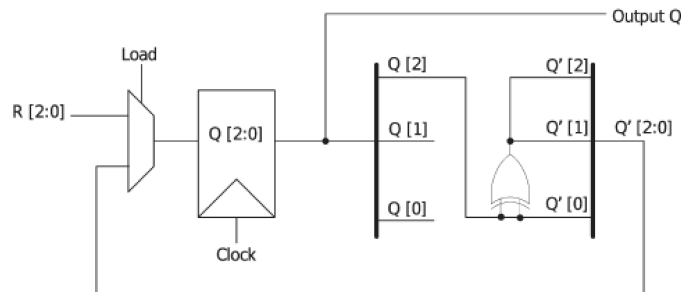 Output Q
Load
Q [2]
Q' [2]
R [2:0]
Q [2:0]
Q [1]
Q' [1]
Q' [2:0]
Q [0]
Q' [0]
Clock